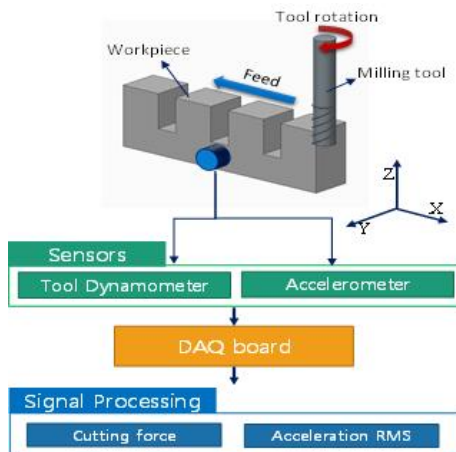 Tool rotation
Workpiece
Feed
Milling tool
Z
X
Y
Sensors
Tool Dynamometer
Accelerometer
DAQ board
Signal Processing
Cutting force
Acceleration RMS